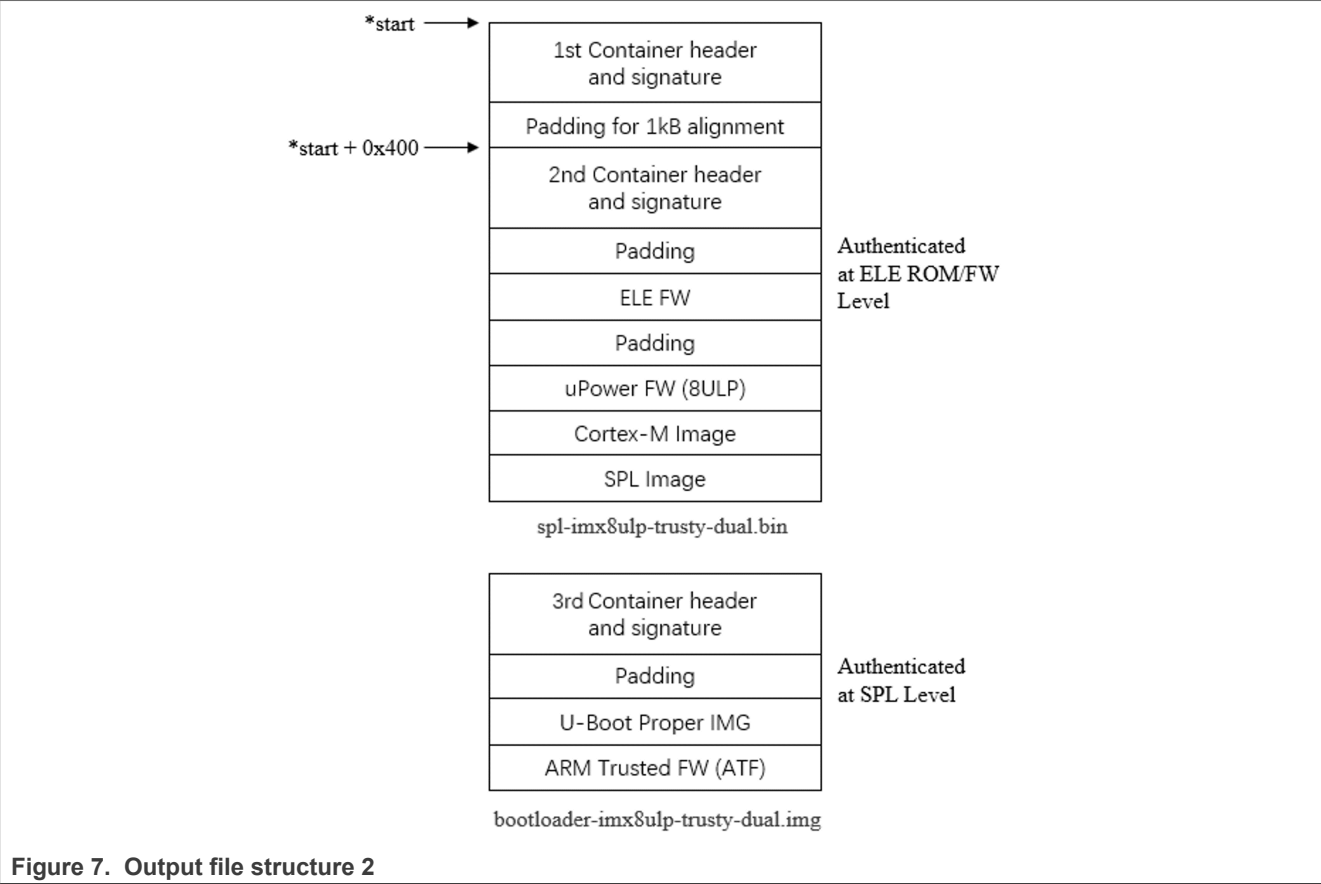 *start
1st Container header
and signature
Padding for 1kB alignment
*start + 0x400
2nd Container header
and signature
Padding
ELE FW
Padding
uPower FW (8ULP)
Cortex-M Image
SPL Image
Authenticated
at ELE ROM/FW
Level
spl-imx8ulp-trusty-dual.bin
3rd Container header
and signature
Padding
U-Boot Proper IMG
ARM Trusted FW (ATF)
Authenticated
at SPL Level
bootloader-imx8ulp-trusty-dual.img
Figure 7. Output file structure 2